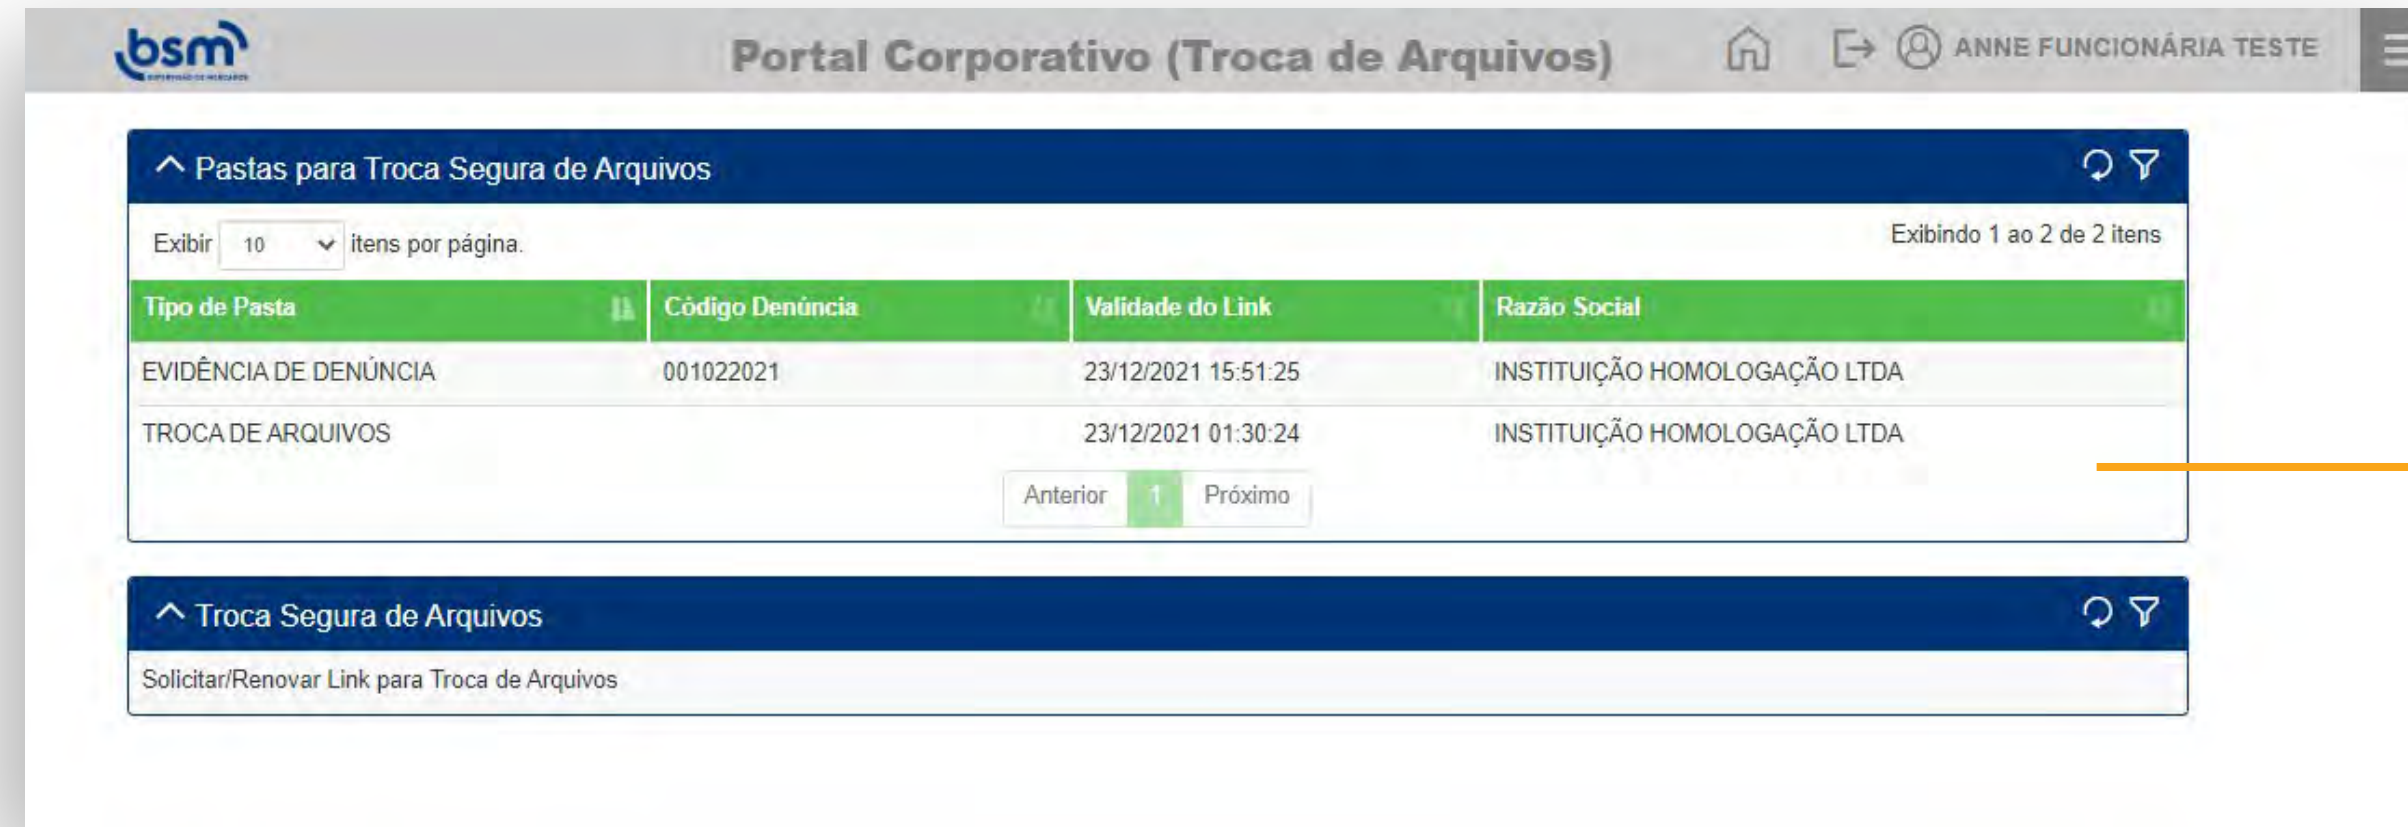 bsm
Portal Corporativo (Troca de Arquivos)
ANNE FUNCIONÁRIA TESTE
Pastas para Troca Segura de Arquivos
Exibir 10 itens por página.
Exibindo 1 ao 2 de 2 itens
Tipo de Pasta Código Denúncia Validade do Link Razão Social
EVIDÊNCIA DE DENÚNCIA 001022021 23/12/2021 15:51:25 INSTITUIÇÃO HOMOLOGAÇÃO LTDA
TROCA DE ARQUIVOS 23/12/2021 01:30:24 INSTITUIÇÃO HOMOLOGAÇÃO LTDA
Anterior 1 Próximo
Troca Segura de Arquivos
Solicitar/Renovar Link para Troca de Arquivos